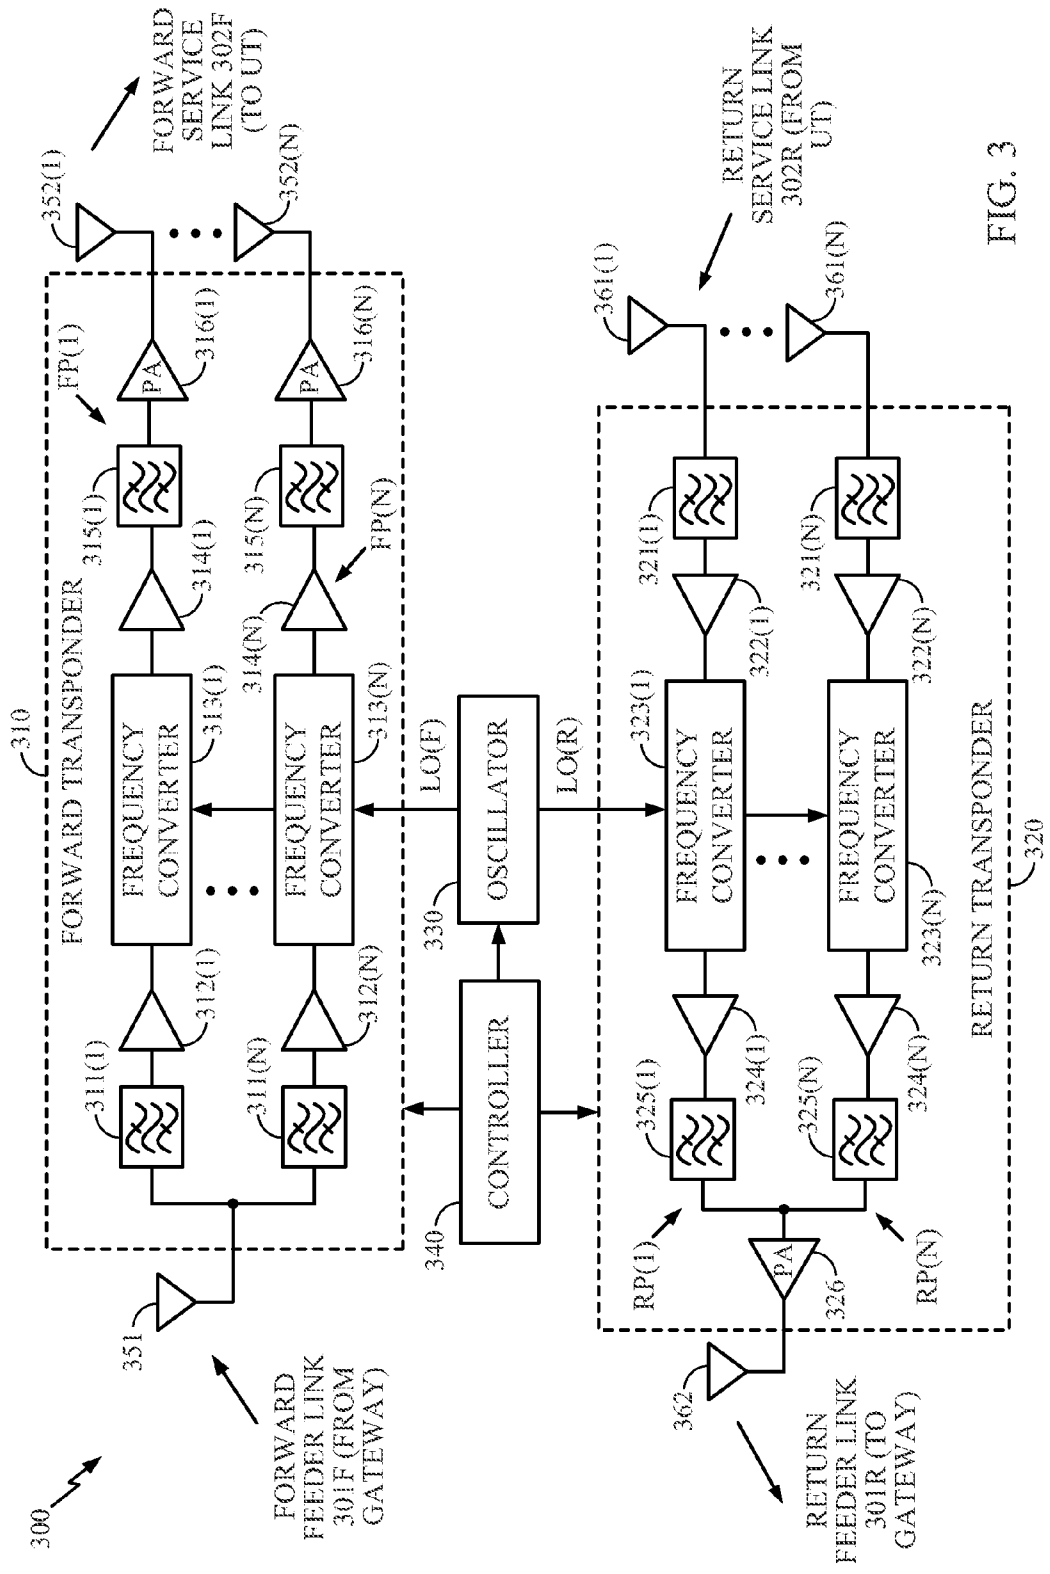 300
FORWARD
FEEDER LINK
301F (FROM
GATEWAY)
351
310
FORWARD TRANSPONDER
311(1)
312(1)
FREQUENCY
CONVERTER
313(1)
314(1)
315(1)
FP(1)
PA
316(1)
352(1)
FORWARD
SERVICE
LINK 302F
(TO UT)
311(N)
312(N)
FREQUENCY
CONVERTER
313(N)
314(N)
315(N)
FP(N)
PA
316(N)
352(N)
LO(F)
340
CONTROLLER
330
OSCILLATOR
LO(R)
RETURN
SERVICE LINK
302R (FROM
UT)
361(1)
321(1)
322(1)
323(1)
FREQUENCY
CONVERTER
324(1)
325(1)
RP(1)
361(N)
321(N)
322(N)
FREQUENCY
CONVERTER
323(N)
324(N)
325(N)
RP(N)
PA
326
362
RETURN
FEEDER LINK
301R (TO
GATEWAY)
RETURN TRANSPONDER
320
FIG. 3